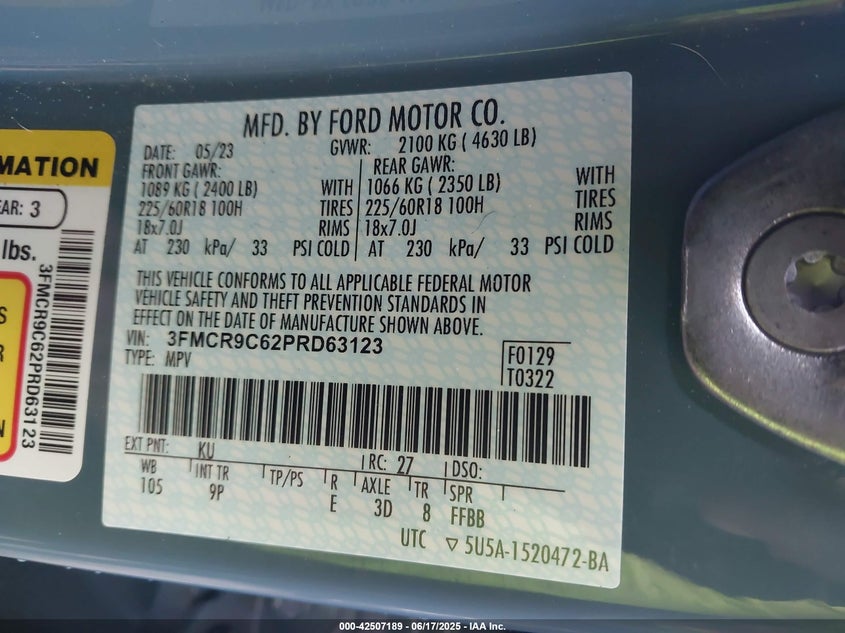 MFD. BY FORD MOTOR CO.
DATE: 05/23 GVWR: 2100 KG ( 4630 LB)
FRONT GAWR: REAR GAWR:
1089 KG ( 2400 LB) WITH 1066 KG ( 2350 LB) WITH
225/60R18 100H TIRES 225/60R18 100H TIRES
18x7.0J RIMS 18x7.0J RIMS
AT 230 kPa/ 33 PSI COLD AT 230 kPa/ 33 PSI COLD
THIS VEHICLE CONFORMS TO ALL APPLICABLE FEDERAL MOTOR
VEHICLE SAFETY AND THEFT PREVENTION STANDARDS IN
EFFECT ON THE DATE OF MANUFACTURE SHOWN ABOVE.
VIN: 3FMCR9C62PRD63123
TYPE: MPV
F0129
T0322
EXT PNT: KU RC: 27 DSO:
WB INT TR TP/PS R AXLE TR SPR
105 9P E 3D 8 FFBB
UTC ▽ 5U5A-1520472-BA
MATION
EAR: 3
lbs.
3FMCR9C62PRD63123
S
R
N
000-42507189 - 06/17/2025 - IAA Inc.